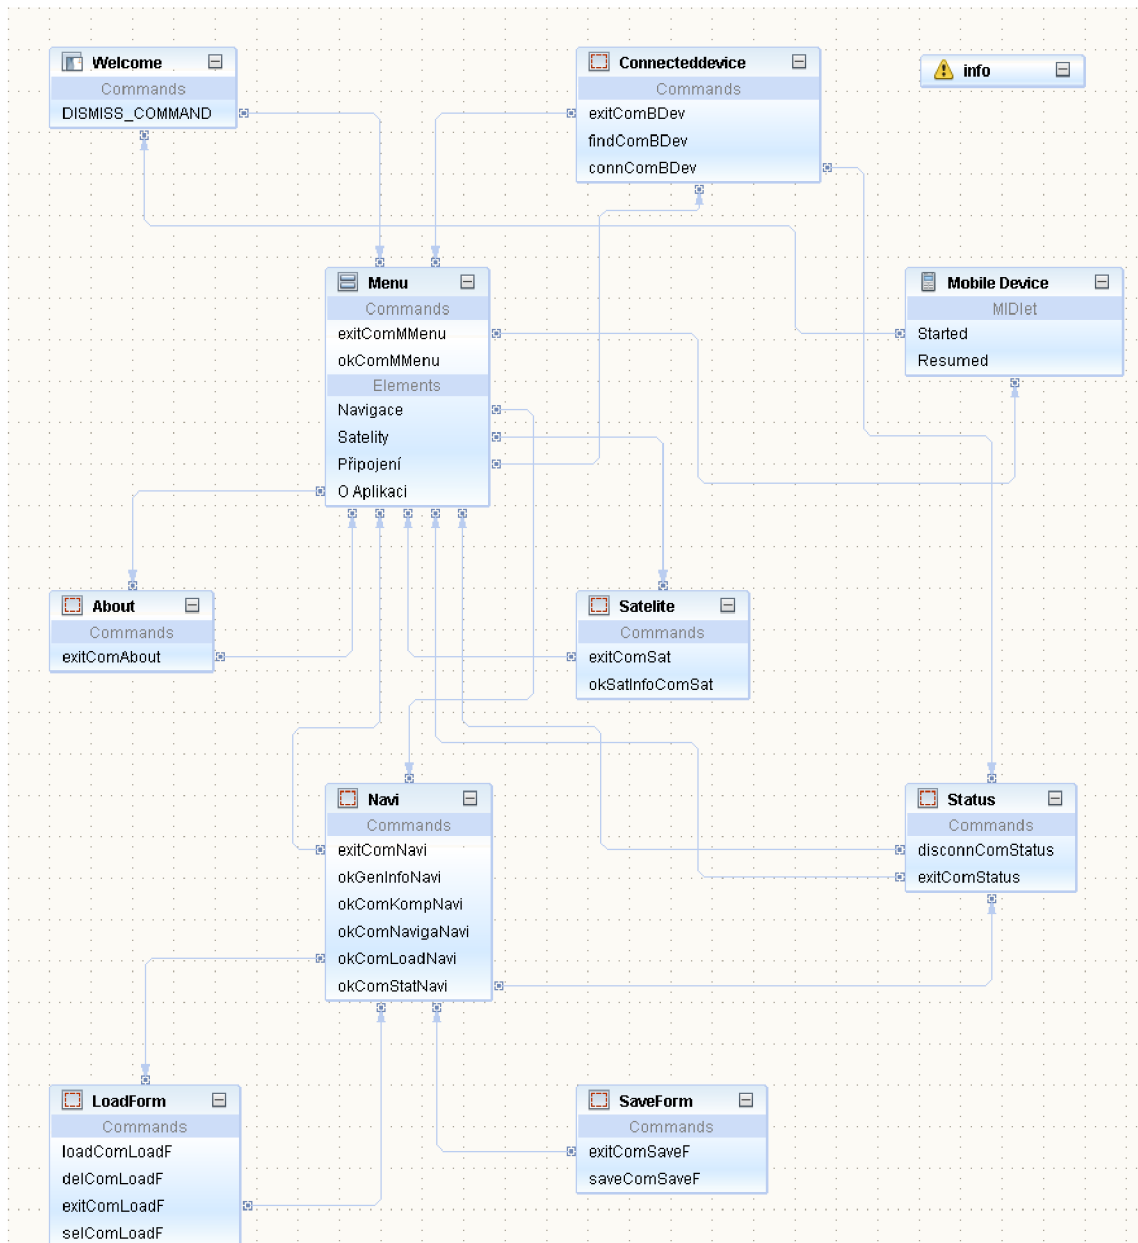 Welcome
Commands
DISMISS_COMMAND
Connecteddevice
Commands
exitComBDev
findComBDev
connComBDev
info
Menu
Commands
exitComMMenu
okComMMenu
Elements
Navigace
Satelity
Připojení
O Aplikaci
Mobile Device
MIDlet
Started
Resumed
About
Commands
exitComAbout
Satelite
Commands
exitComSat
okSatInfoComSat
Navi
Commands
exitComNavi
okGenInfoNavi
okComKompNavi
okComNavigaNavi
okComLoadNavi
okComStatNavi
Status
Commands
disconnComStatus
exitComStatus
LoadForm
Commands
loadComLoadF
delComLoadF
exitComLoadF
selComLoadF
SaveForm
Commands
exitComSaveF
saveComSaveF